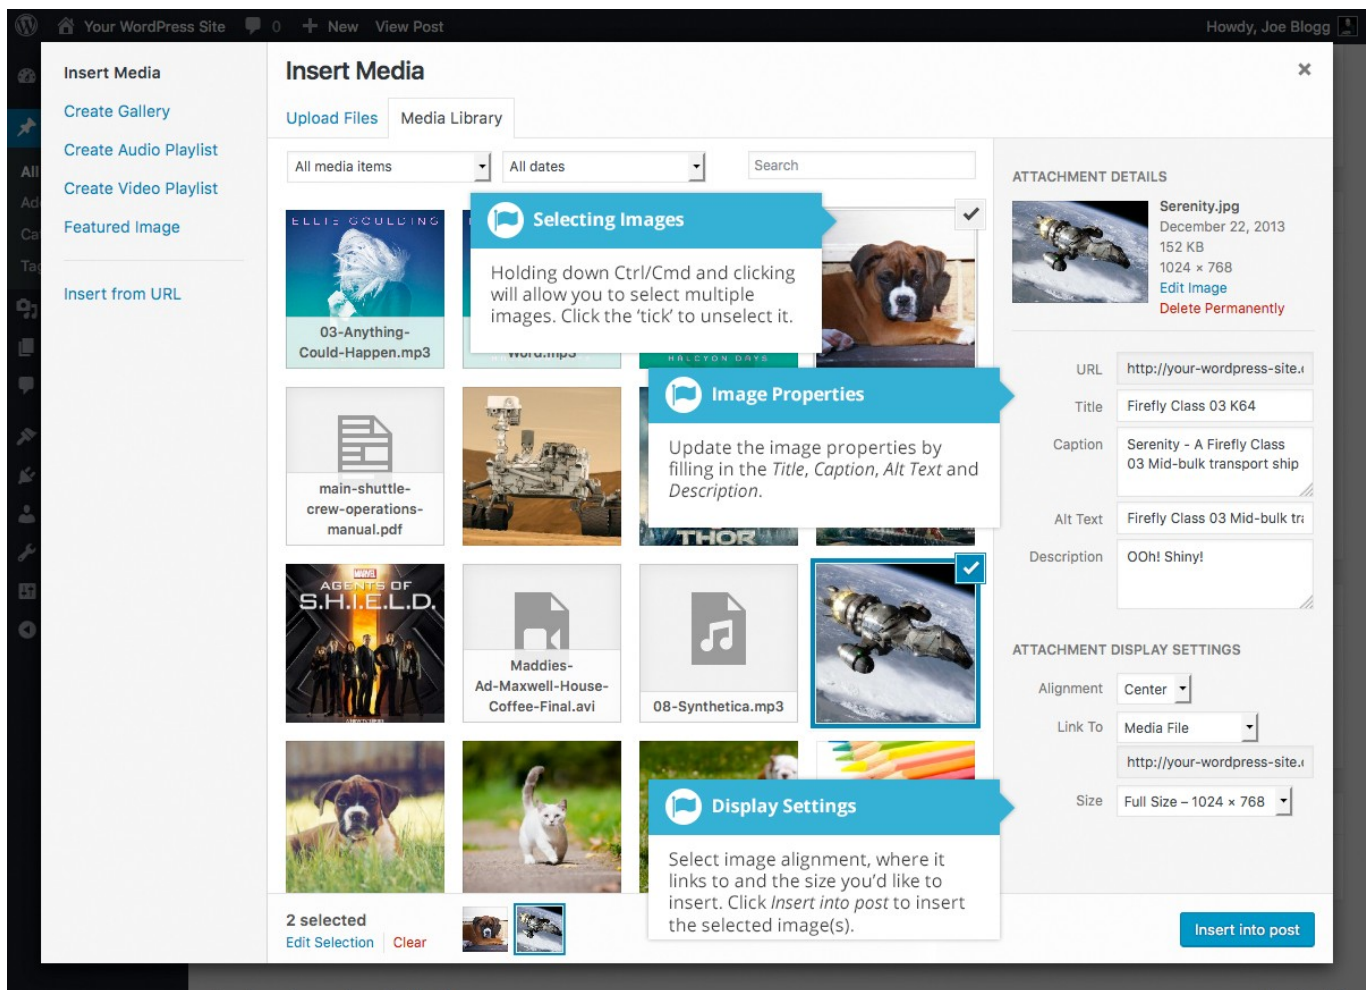 Your WordPress Site
0
New
View Post
Howdy, Joe Blogg
Insert Media
Create Gallery
Create Audio Playlist
Create Video Playlist
Featured Image
Insert from URL
All
Insert Media
×
Upload Files
Media Library
All media items
All dates
Search
ELLIE GOULDING
03-Anything-
Could-Happen.mp3
Word.mp3
HALCYON DAYS
Selecting Images
Holding down Ctrl/Cmd and clicking
will allow you to select multiple
images. Click the ‘tick’ to unselect it.
main-shuttle-
crew-operations-
manual.pdf
THOR
Image Properties
Update the image properties by
filling in the Title, Caption, Alt Text and
Description.
MARVEL
AGENTS OF
S.H.I.E.L.D.
Maddies-
Ad-Maxwell-House-
Coffee-Final.avi
08-Synthetica.mp3
Display Settings
Select image alignment, where it
links to and the size you’d like to
insert. Click Insert into post to insert
the selected image(s).
ATTACHMENT DETAILS
Serenity.jpg
December 22, 2013
152 KB
1024 × 768
Edit Image
Delete Permanently
URL
http://your-wordpress-site.
Title
Firefly Class 03 K64
Caption
Serenity - A Firefly Class
03 Mid-bulk transport ship
Alt Text
Firefly Class 03 Mid-bulk
Description
OOh! Shiny!
ATTACHMENT DISPLAY SETTINGS
Alignment
Center
Link To
Media File
http://your-wordpress-site.
Size
Full Size – 1024 × 768
2 selected
Edit Selection
Clear
Insert into post